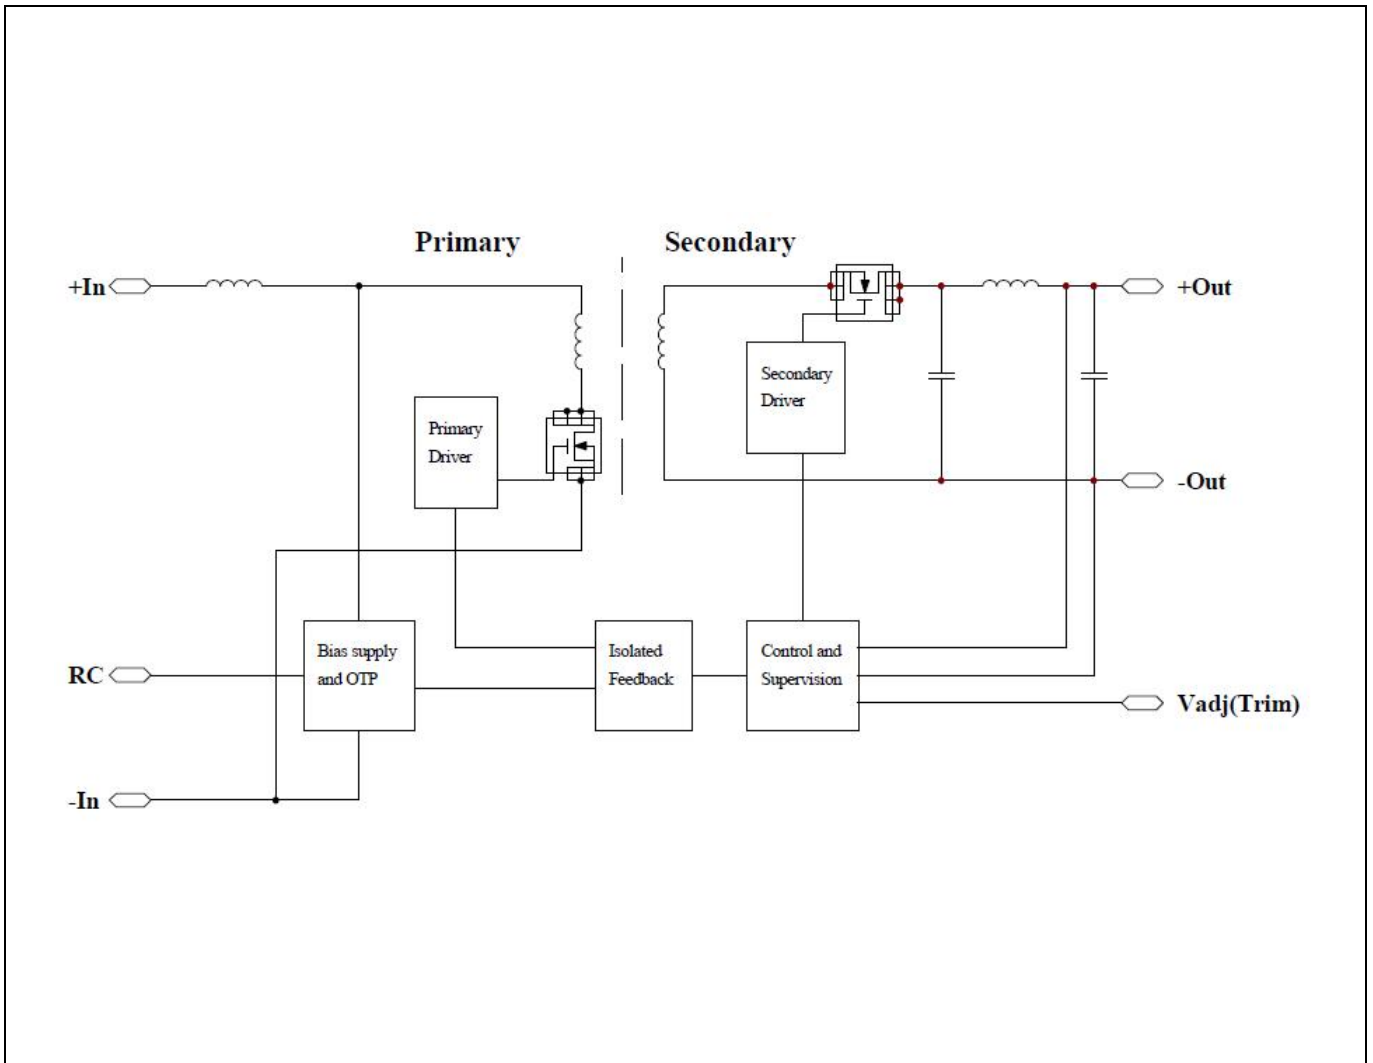 Primary
Secondary
+In
+Out
Secondary
Driver
Primary
Driver
-Out
Bias supply
and OTP
Isolated
Feedback
Control and
Supervision
RC
Vadj(Trim)
-In